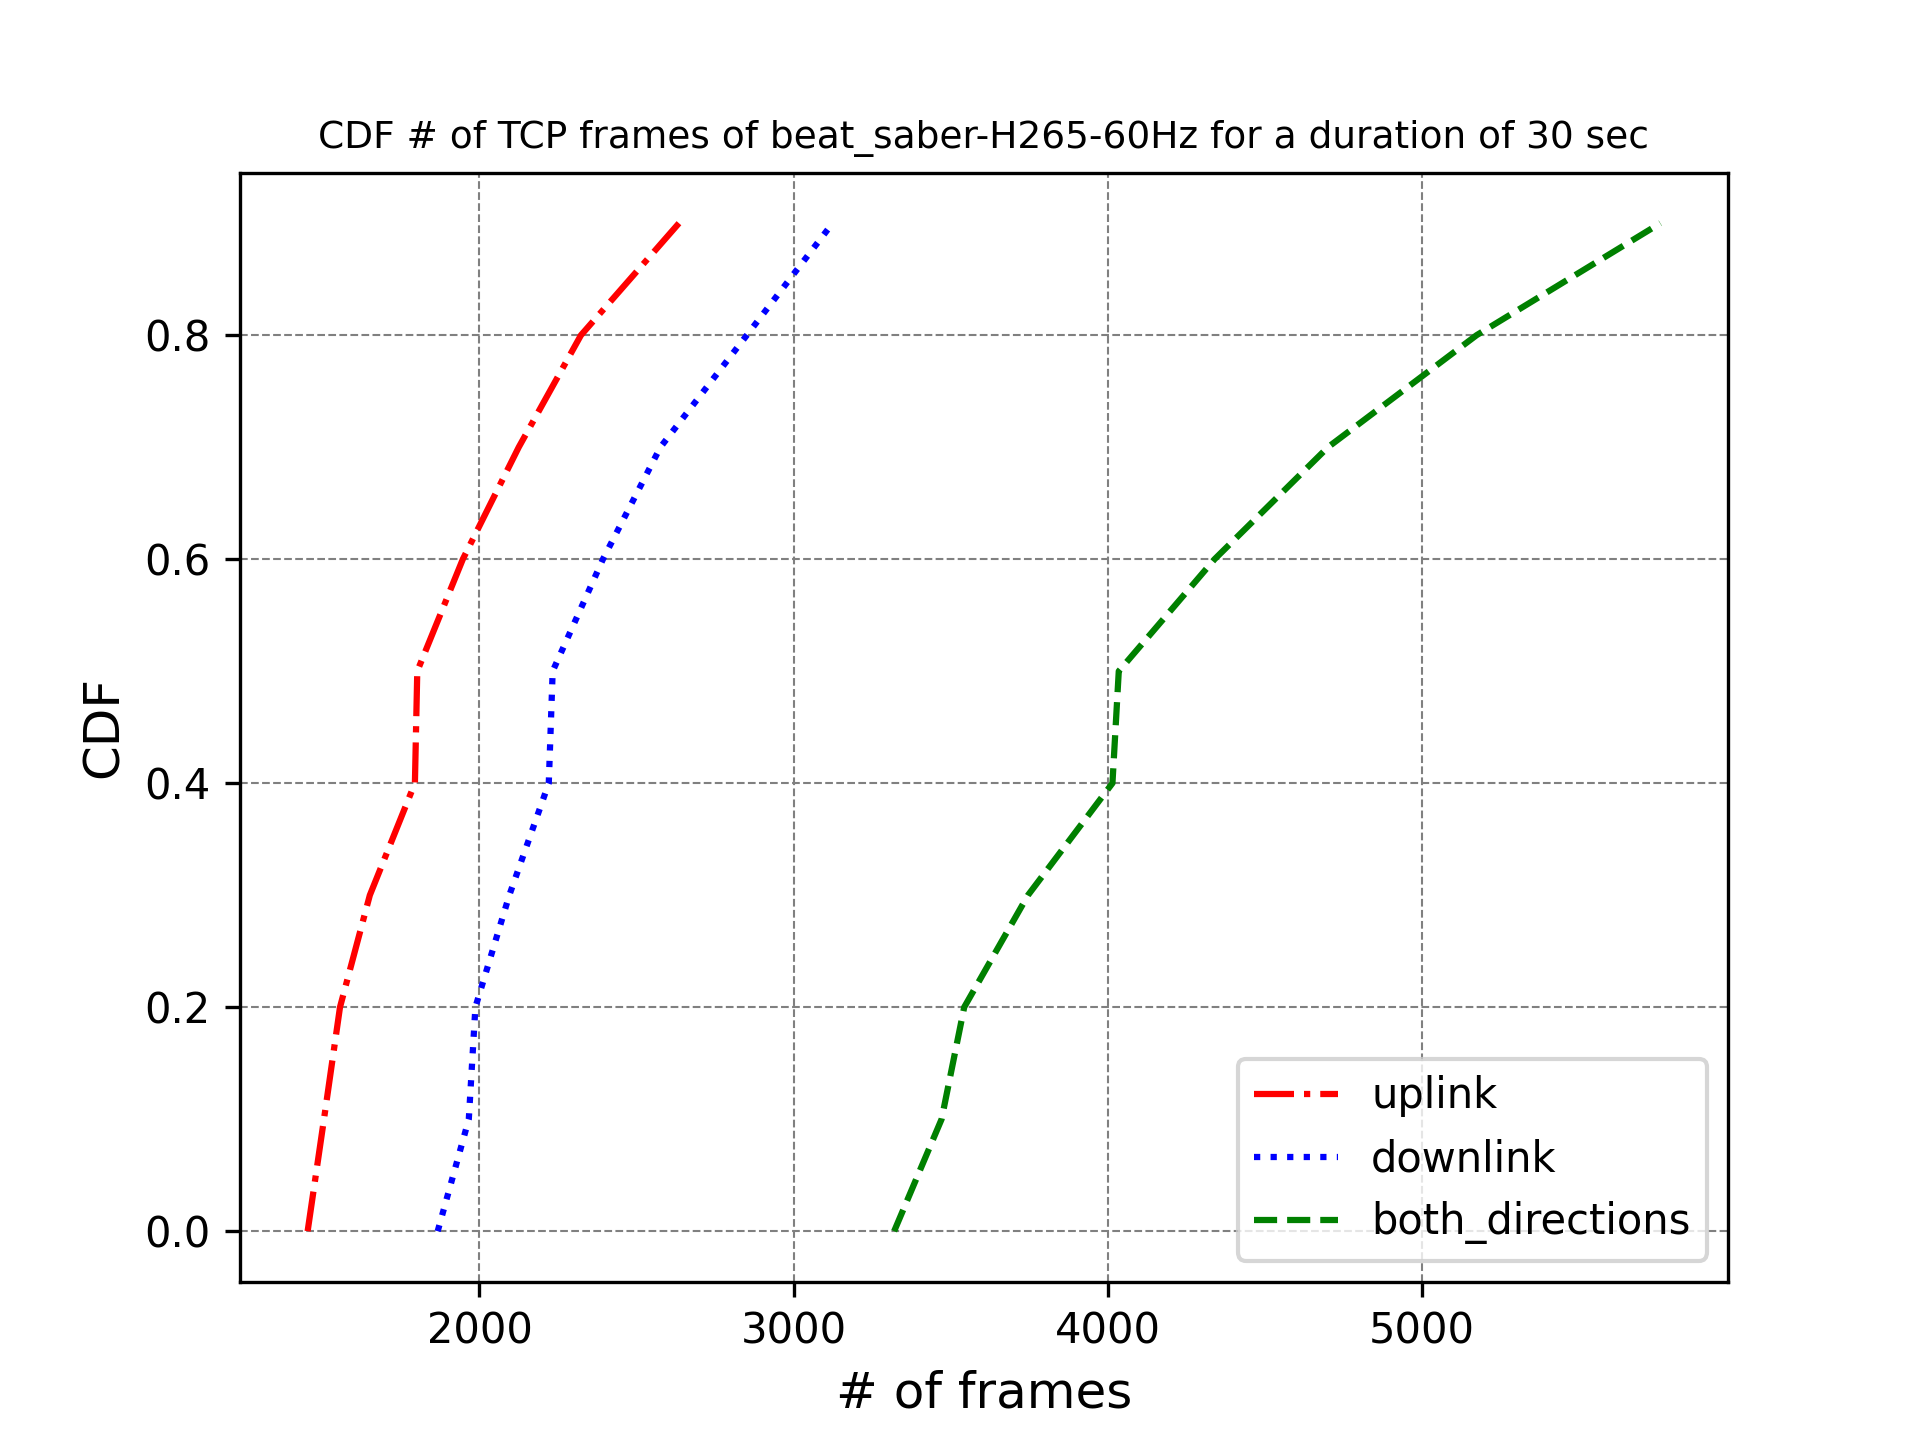 CDF # of TCP frames of beat_saber-H265-60Hz for a duration of 30 sec
CDF
0.8
0.6
0.4
0.2
0.0
2000 3000 4000 5000
# of frames
uplink
downlink
both_directions